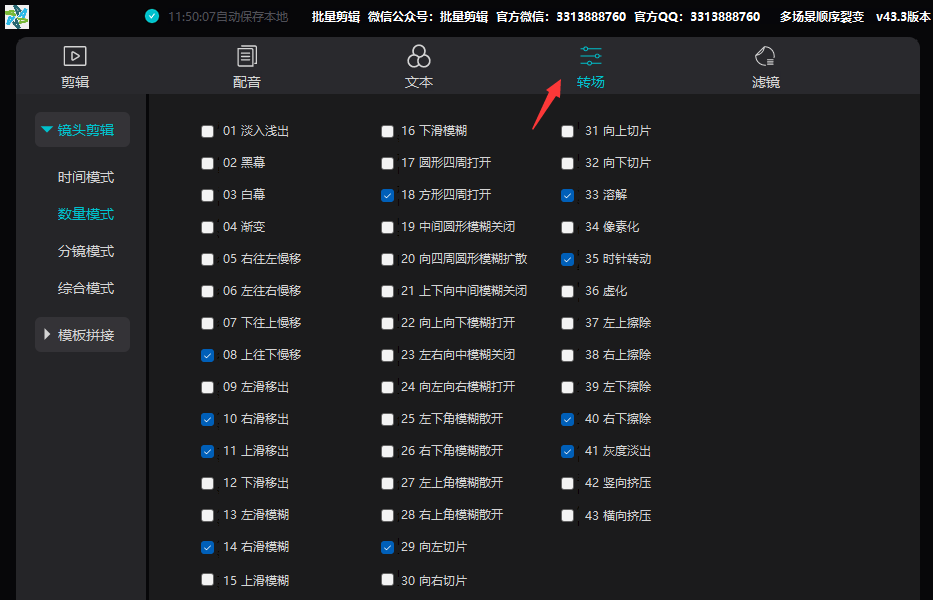 11:50:07自动保存本地 批量剪辑 微信公众号：批量剪辑 官方微信：3313888760 官方QQ：3313888760 多场景顺序裂变 v43.3版本
剪辑 配音 文本 转场 滤镜
镜头剪辑
时间模式
数量模式
分镜模式
综合模式
模板拼接
01 淡入浅出
02 黑幕
03 白幕
04 渐变
05 右往左慢移
06 左往右慢移
07 下往上慢移
08 上往下慢移
09 左滑移出
10 右滑移出
11 上滑移出
12 下滑移出
13 左滑模糊
14 右滑模糊
15 上滑模糊
16 下滑模糊
17 圆形四周打开
18 方形四周打开
19 中间圆形模糊关闭
20 向四周圆形模糊扩散
21 上下向中间模糊关闭
22 向上向下模糊打开
23 左右向中模糊关闭
24 向左向右模糊打开
25 左下角模糊散开
26 右下角模糊散开
27 左上角模糊散开
28 右上角模糊散开
29 向左切片
30 向右切片
31 向上切片
32 向下切片
33 溶解
34 像素化
35 时针转动
36 虚化
37 左上擦除
38 右上擦除
39 左下擦除
40 右下擦除
41 灰度淡出
42 竖向挤压
43 横向挤压